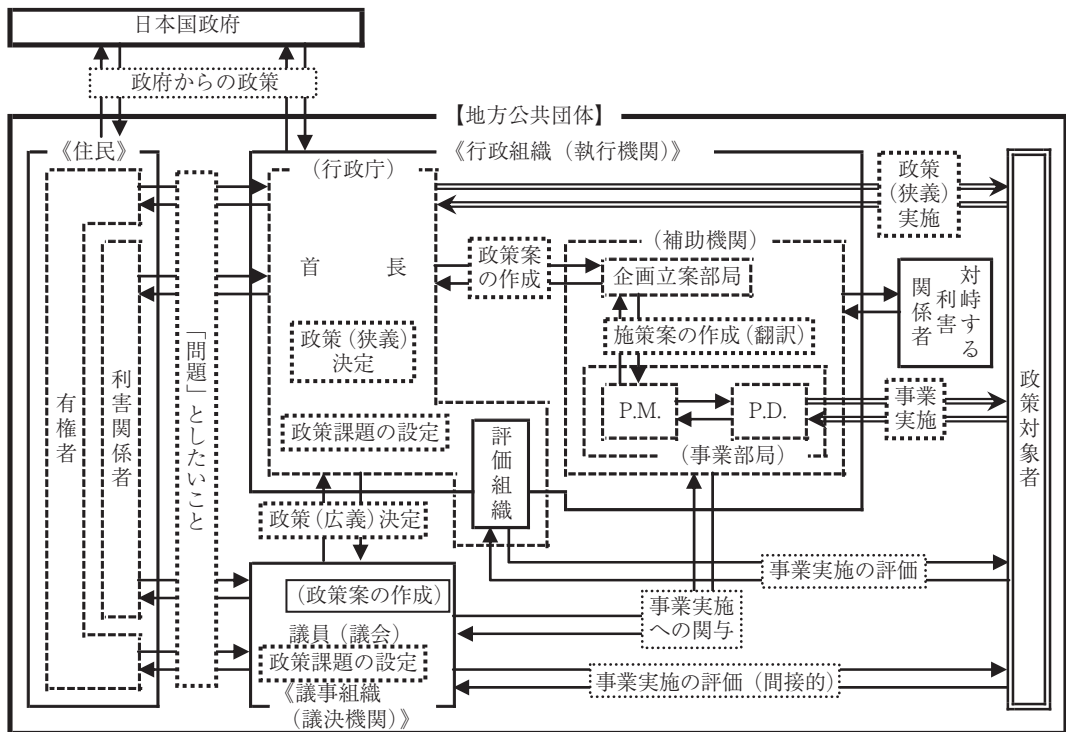 日本国政府
政府からの政策
【地方公共団体】
《住民》
有権者
利害関係者
「問題」としたいこと
《行政組織（執行機関）》
（行政庁）
首長
政策（狭義）
決定
政策課題の設定
政策案
の作成
（補助機関）
企画立案部局
施策案の作成（翻訳）
P.M.
P.D.
（事業部局）
政策
（狭義）
実施
対峙する
利害
関係者
事業
実施
政策対象者
評価組織
政策（広義）決定
（政策案の作成）
議員（議会）
政策課題の設定
《議事組織
（議決機関）》
事業実施の評価
事業実施
への関与
事業実施の評価（間接的）